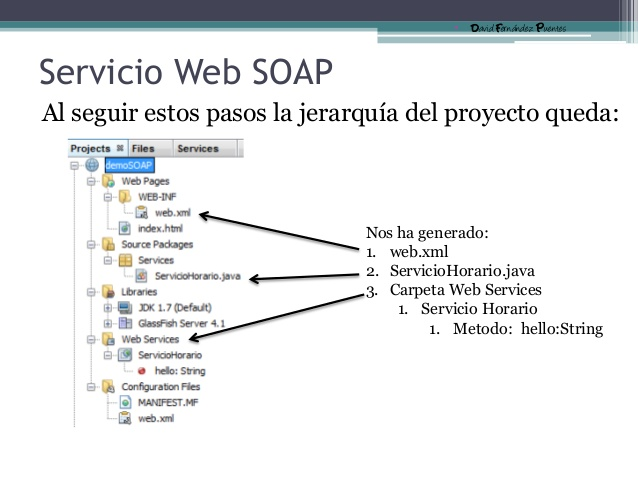 David Fernández Puentes
Servicio Web SOAP
Al seguir estos pasos la jerarquía del proyecto queda:
Projects
Files
Services
demoSOAP
Web Pages
WEB-INF
web.xml
index.html
Source Packages
Services
ServicioHorario.java
Libraries
JDK 1.7 (Default)
GlassFish Server 4.1
Web Services
ServicioHorario
hello: String
Configuration Files
MANIFEST.MF
web.xml
Nos ha generado:
1. web.xml
2. ServicioHorario.java
3. Carpeta Web Services
1. Servicio Horario
1. Metodo: hello:String